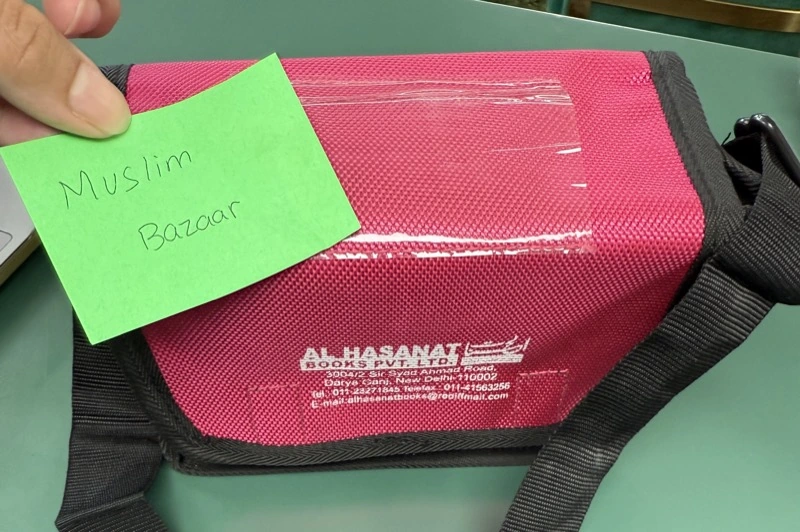 Muslim
Bazaar
AL HASANAT
BOOKS PVT. LTD.
3004/2 Sir Syed Ahmad Road,
Darya Ganj, New Delhi-110002
Tel. 011-23271845 Telefax : 011-41563256
E-mail:alhasanatbooks@rediffmail.com